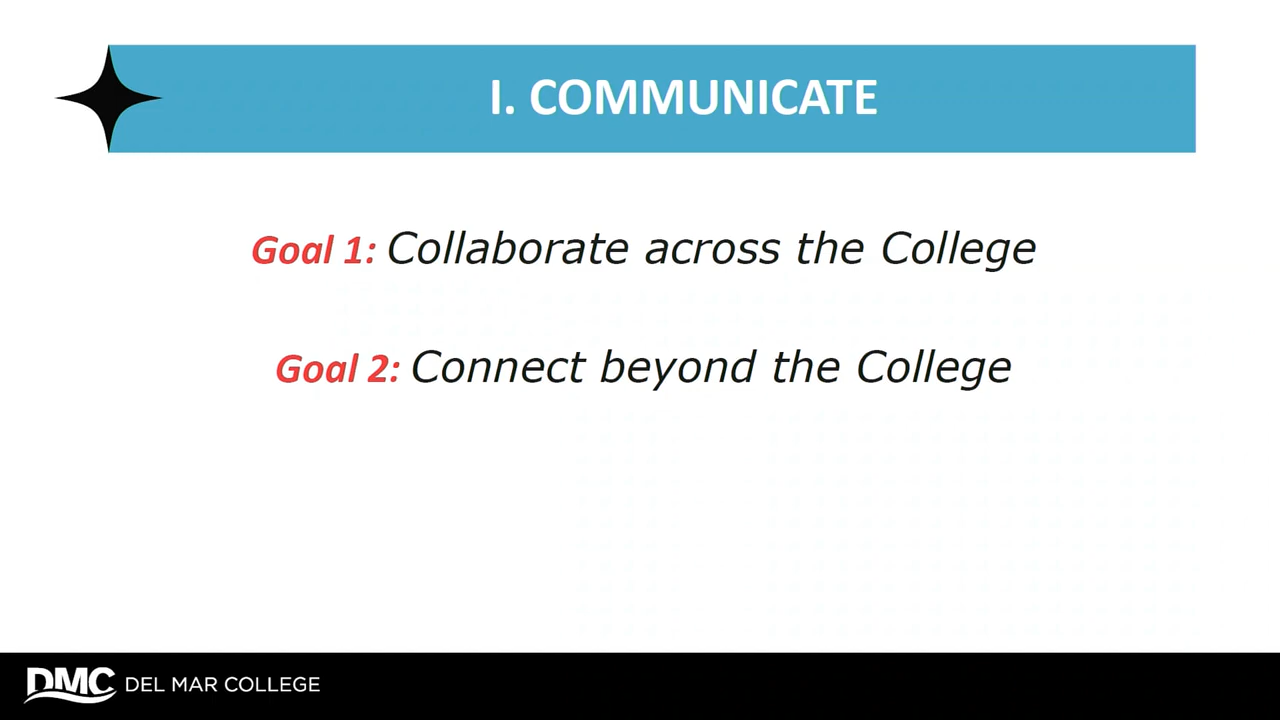 I. COMMUNICATE
Goal 1: Collaborate across the College
Goal 2: Connect beyond the College
DMC DEL MAR COLLEGE